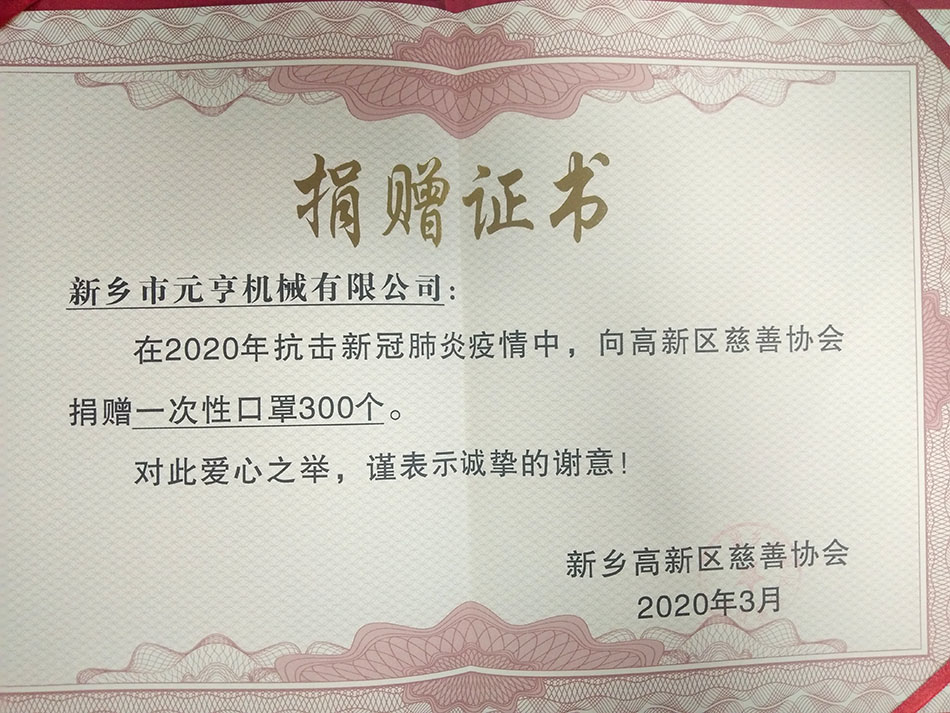 捐赠证书
新乡市元亨机械有限公司：
在2020年抗击新冠肺炎疫情中，向高新区慈善协会
捐赠一次性口罩300个。
对此爱心之举，谨表示诚挚的谢意！
新乡高新区慈善协会
2020年3月